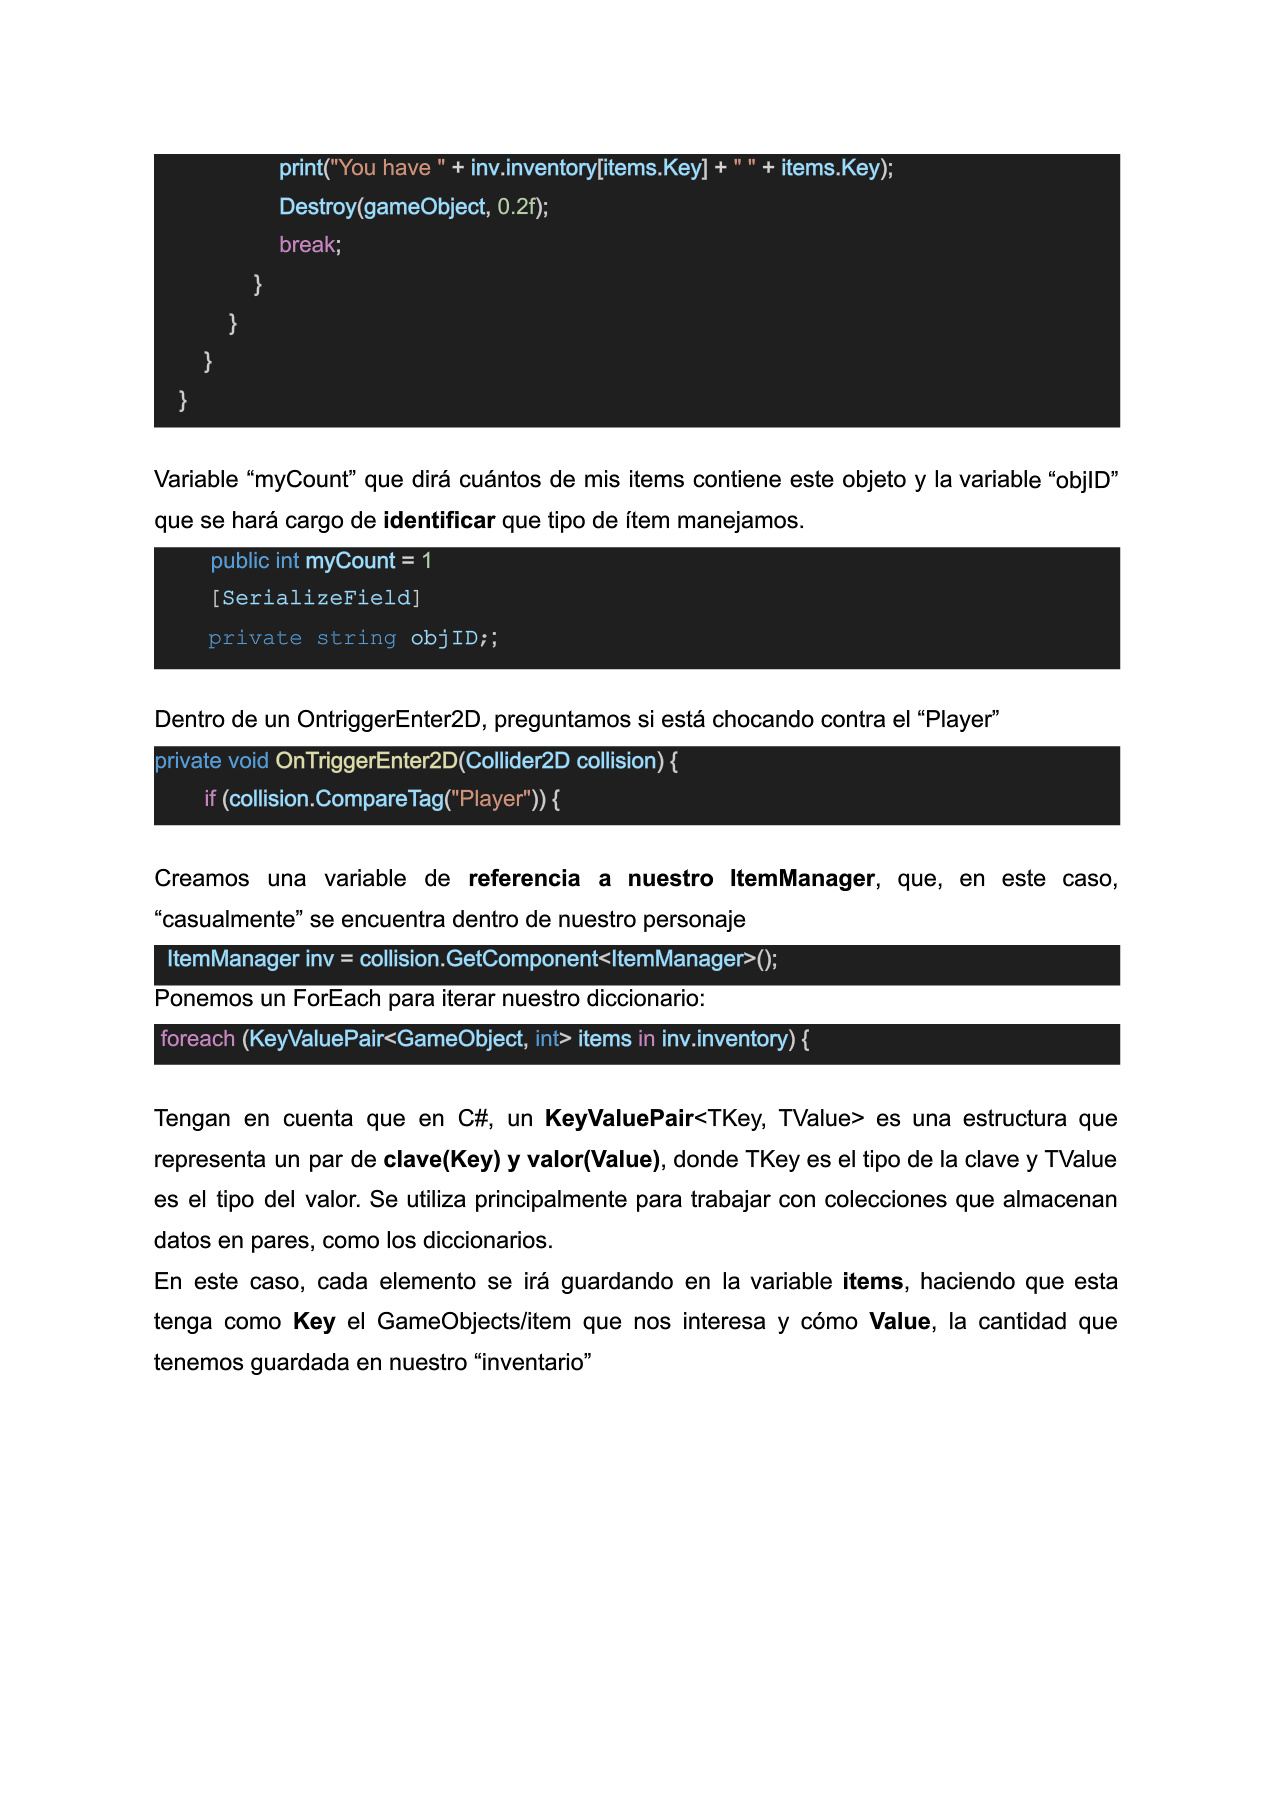 print("You have " + inv.inventory[items.Key] + " " + items.Key);
Destroy(gameObject, 0.2f);
break;
}
}
}
}
Variable “myCount” que dirá cuántos de mis items contiene este objeto y la variable “objID”
que se hará cargo de identificar que tipo de ítem manejamos.
public int myCount = 1
[SerializeField]
private string objID;;
Dentro de un OntriggerEnter2D, preguntamos si está chocando contra el “Player”
private void OnTriggerEnter2D(Collider2D collision) {
if (collision.CompareTag("Player")) {
Creamos una variable de referencia a nuestro ItemManager, que, en este caso,
“casualmente” se encuentra dentro de nuestro personaje
ItemManager inv = collision.GetComponent<ItemManager>();
Ponemos un ForEach para iterar nuestro diccionario:
foreach (KeyValuePair<GameObject, int> items in inv.inventory) {
Tengan en cuenta que en C#, un KeyValuePair<TKey, TValue> es una estructura que
representa un par de clave(Key) y valor(Value), donde TKey es el tipo de la clave y TValue
es el tipo del valor. Se utiliza principalmente para trabajar con colecciones que almacenan
datos en pares, como los diccionarios.
En este caso, cada elemento se irá guardando en la variable items, haciendo que esta
tenga como Key el GameObjects/item que nos interesa y cómo Value, la cantidad que
tenemos guardada en nuestro “inventario”